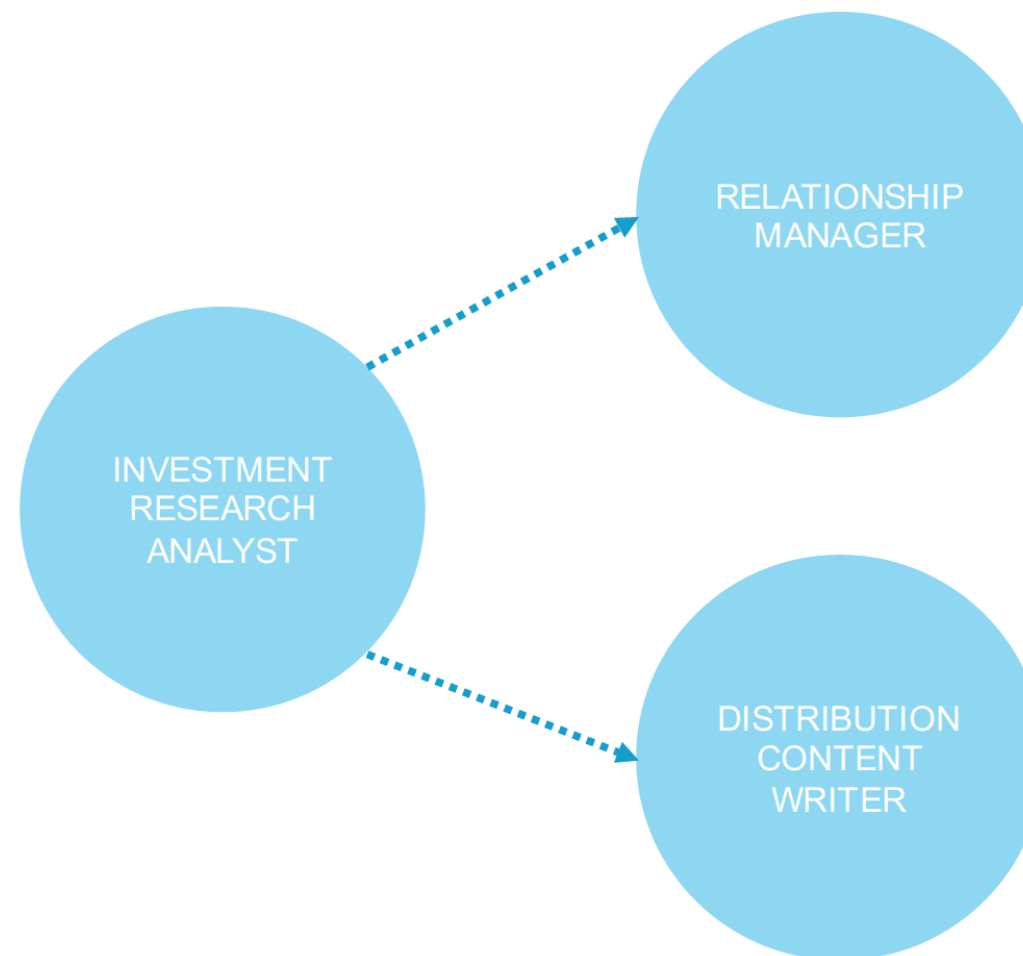 RELATIONSHIP
MANAGER
INVESTMENT
RESEARCH
ANALYST
DISTRIBUTION
CONTENT
WRITER